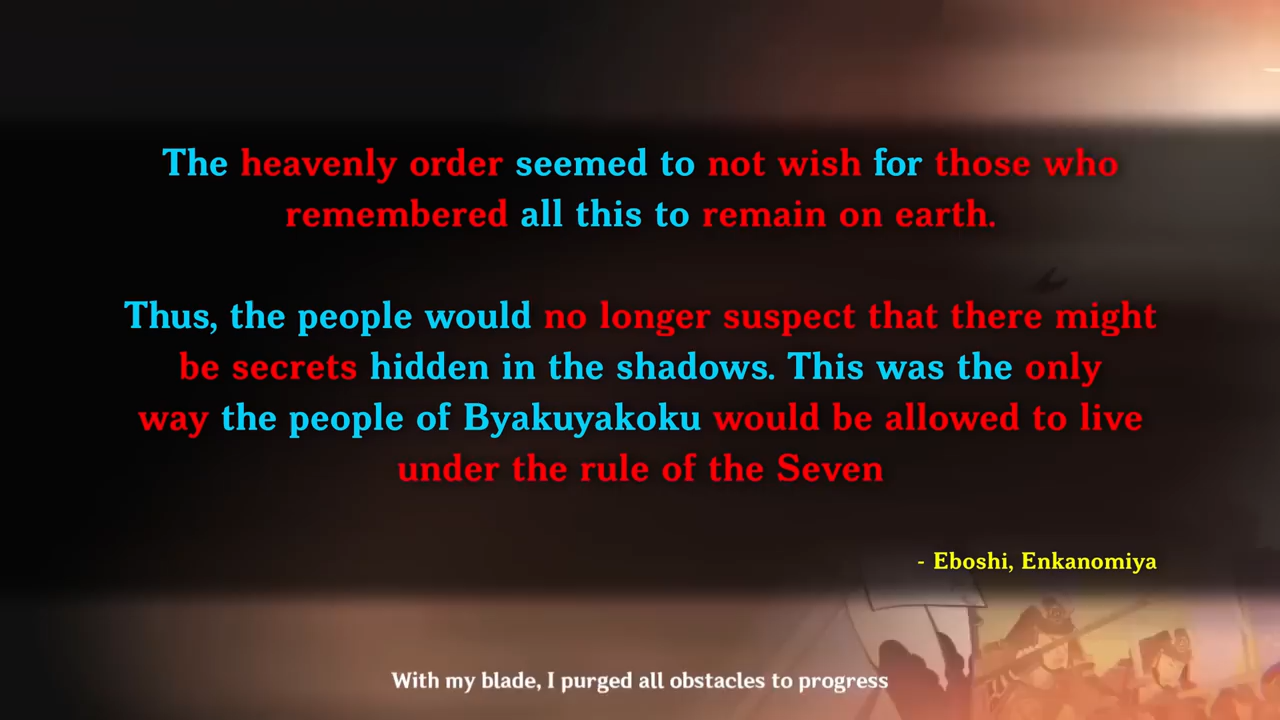 The heavenly order seemed to not wish for those who
remembered all this to remain on earth.
Thus, the people would no longer suspect that there might
be secrets hidden in the shadows. This was the only
way the people of Byakuyakoku would be allowed to live
under the rule of the Seven
- Eboshi, Enkanomiya
With my blade, I purged all obstacles to progress